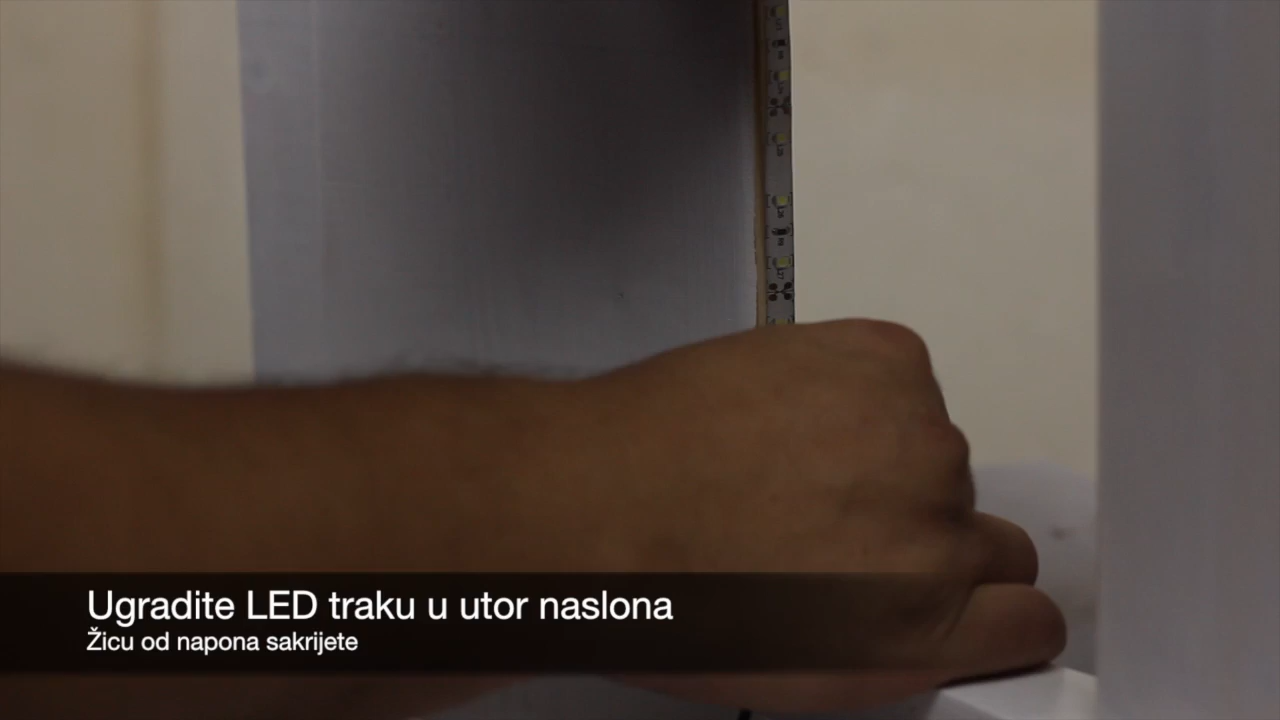 Ugradite LED traku u utor naslona
Žicu od napona sakrijete